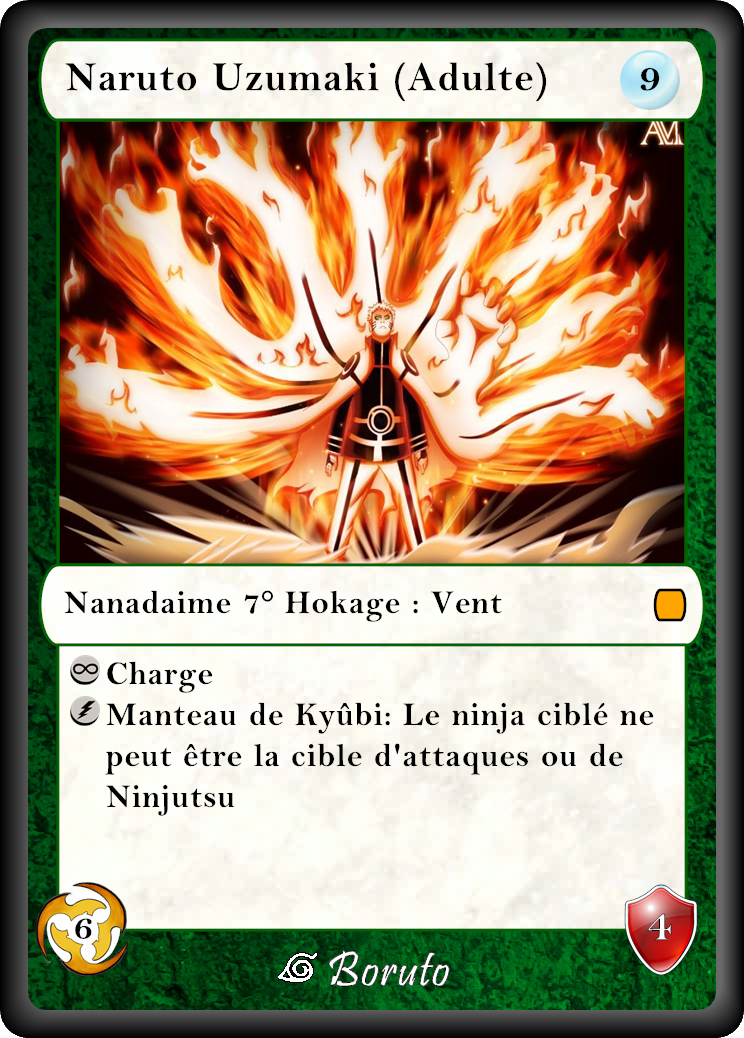 Naruto Uzumaki (Adulte)
9
AM
Nanadaime 7° Hokage : Vent
Charge
Manteau de Kyûbi: Le ninja ciblé ne
peut être la cible d'attaques ou de
Ninjutsu
6
4
Boruto